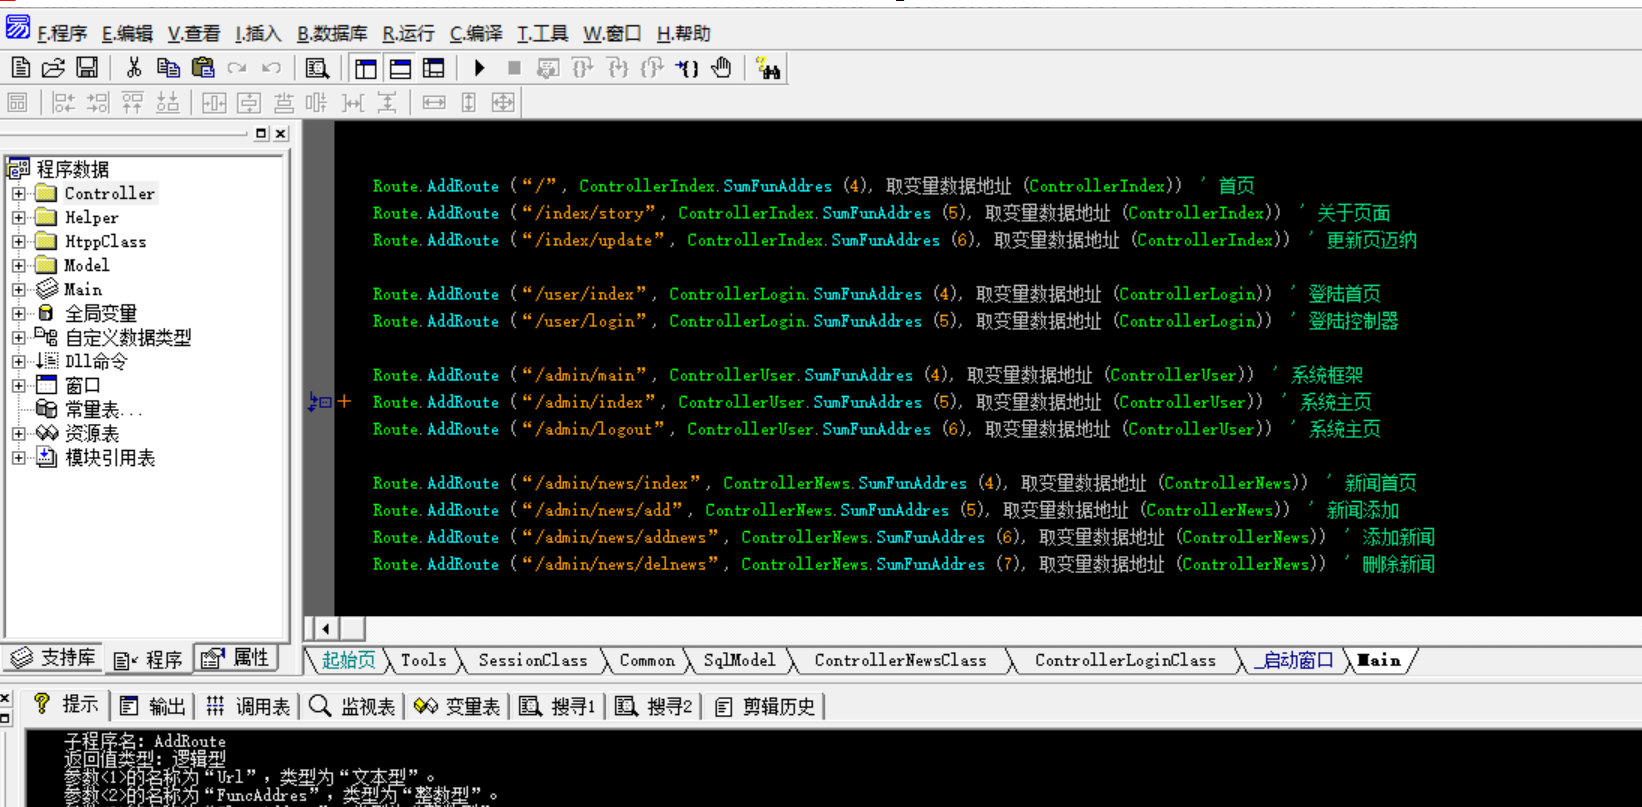 F.程序 E.编辑 V.查看 I.插入 B.数据库 R.运行 C.编译 T.工具 W.窗口 H.帮助
程序数据
Controller
Helper
HtppClass
Model
Main
全局变量
自定义数据类型
Dll命令
窗口
常量表...
资源表
模块引用表
支持库 程序 属性
Route.AddRoute (“/”, ControllerIndex.SumFunAddres (4), 取变量数据地址 (ControllerIndex)) ′ 首页
Route.AddRoute (“/index/story”, ControllerIndex.SumFunAddres (5), 取变量数据地址 (ControllerIndex)) ′ 关于页面
Route.AddRoute (“/index/update”, ControllerIndex.SumFunAddres (6), 取变量数据地址 (ControllerIndex)) ′ 更新页迈纳
Route.AddRoute (“/user/index”, ControllerLogin.SumFunAddres (4), 取变量数据地址 (ControllerLogin)) ′ 登陆首页
Route.AddRoute (“/user/login”, ControllerLogin.SumFunAddres (5), 取变量数据地址 (ControllerLogin)) ′ 登陆控制器
Route.AddRoute (“/admin/main”, ControllerUser.SumFunAddres (4), 取变量数据地址 (ControllerUser)) ′ 系统框架
Route.AddRoute (“/admin/index”, ControllerUser.SumFunAddres (5), 取变量数据地址 (ControllerUser)) ′ 系统主页
Route.AddRoute (“/admin/logout”, ControllerUser.SumFunAddres (6), 取变量数据地址 (ControllerUser)) ′ 系统主页
Route.AddRoute (“/admin/news/index”, ControllerNews.SumFunAddres (4), 取变量数据地址 (ControllerNews)) ′ 新闻首页
Route.AddRoute (“/admin/news/add”, ControllerNews.SumFunAddres (5), 取变量数据地址 (ControllerNews)) ′ 新闻添加
Route.AddRoute (“/admin/news/addnews”, ControllerNews.SumFunAddres (6), 取变量数据地址 (ControllerNews)) ′ 添加新闻
Route.AddRoute (“/admin/news/delnews”, ControllerNews.SumFunAddres (7), 取变量数据地址 (ControllerNews)) ′ 删除新闻
起始页 Tools SessionClass Common SqlModel ControllerNewsClass ControllerLoginClass _启动窗口 Main
提示 输出 调用表 监视表 变量表 搜寻1 搜寻2 剪辑历史
子程序名: AddRoute
返回值类型: 逻辑型
参数<1>的名称为“Url”, 类型为“文本型”。
参数<2>的名称为“FuncAddres”, 类型为“整数型”。